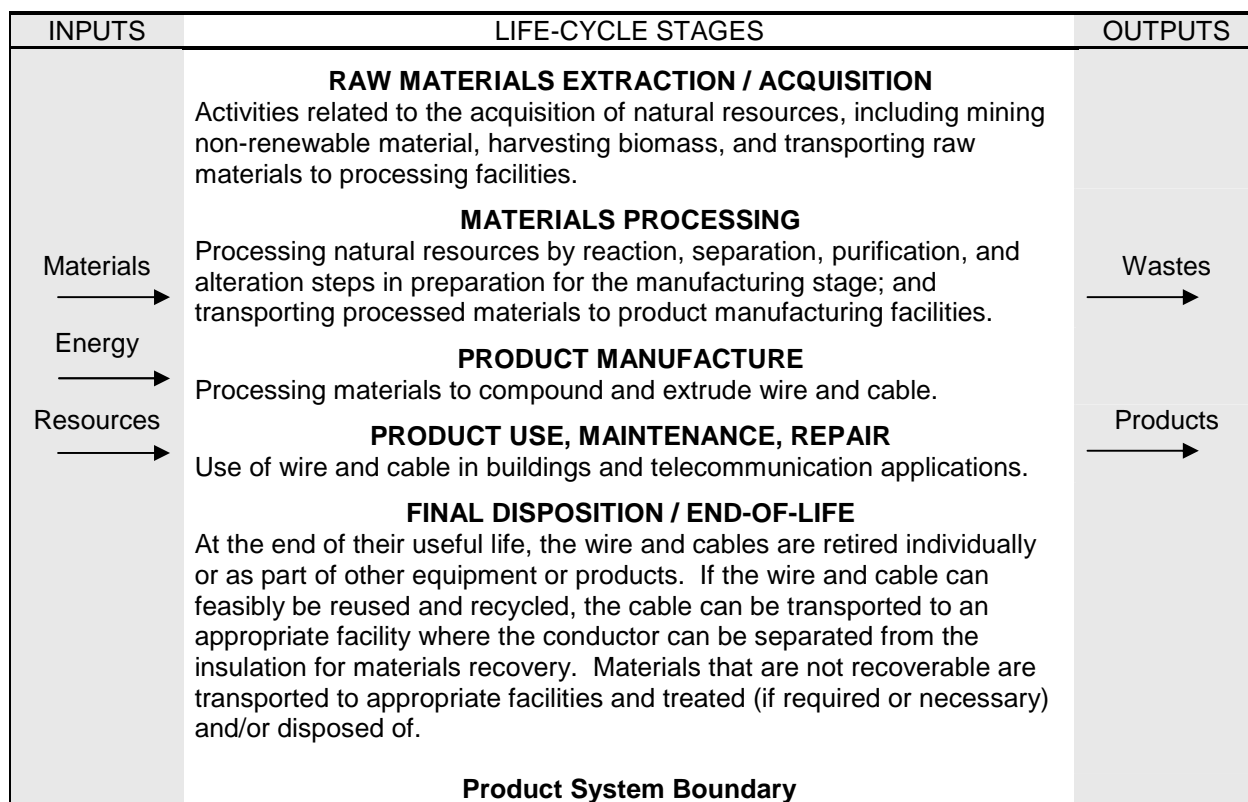 INPUTS LIFE-CYCLE STAGES OUTPUTS
RAW MATERIALS EXTRACTION / ACQUISITION
Activities related to the acquisition of natural resources, including mining
non-renewable material, harvesting biomass, and transporting raw
materials to processing facilities.
MATERIALS PROCESSING
Processing natural resources by reaction, separation, purification, and
alteration steps in preparation for the manufacturing stage; and
transporting processed materials to product manufacturing facilities.
Materials
Wastes
Energy
PRODUCT MANUFACTURE
Processing materials to compound and extrude wire and cable.
Resources
Products
PRODUCT USE, MAINTENANCE, REPAIR
Use of wire and cable in buildings and telecommunication applications.
FINAL DISPOSITION / END-OF-LIFE
At the end of their useful life, the wire and cables are retired individually
or as part of other equipment or products.  If the wire and cable can
feasibly be reused and recycled, the cable can be transported to an
appropriate facility where the conductor can be separated from the
insulation for materials recovery.  Materials that are not recoverable are
transported to appropriate facilities and treated (if required or necessary)
and/or disposed of.
Product System Boundary